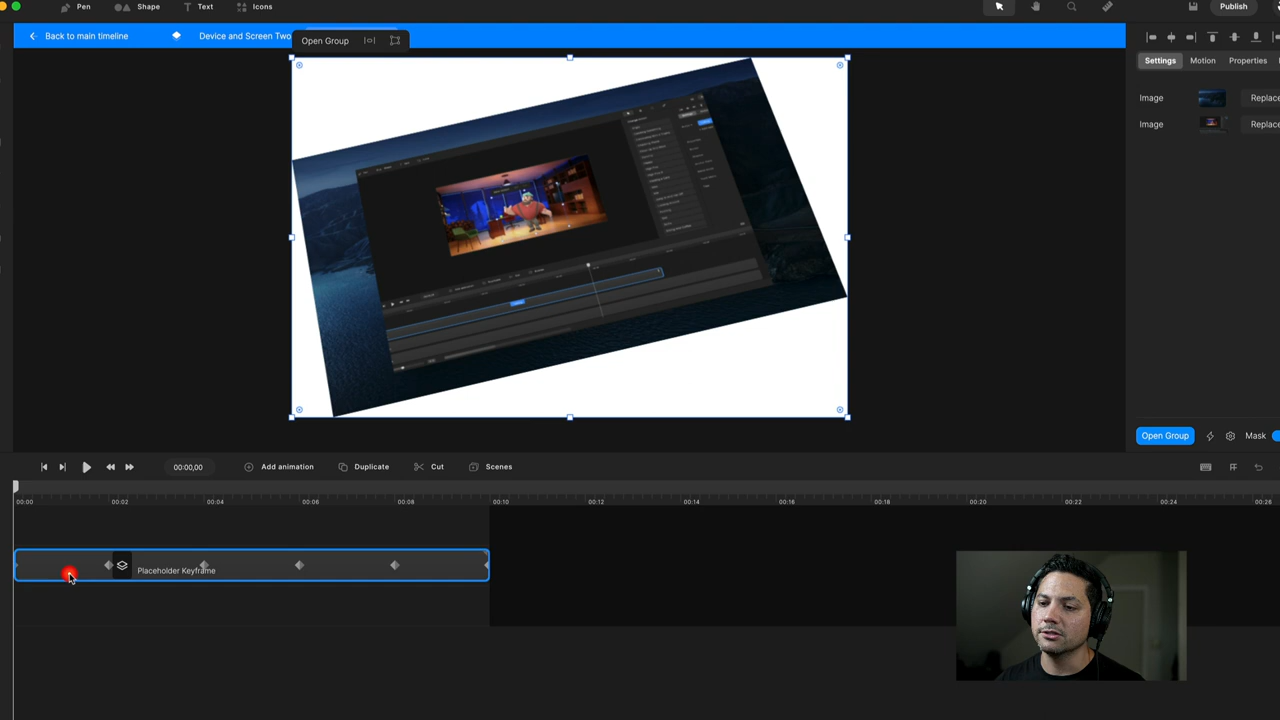 Pen Shape Text Icons Publish
Back to main timeline Device and Screen Two
Open Group
Settings Motion Properties
Image Replace
Image Replace
Open Group Mask
00:00,00 Add animation Duplicate Cut Scenes
00:00 00:02 00:04 00:06 00:08 00:10 00:12 00:14 00:16 00:18 00:20 00:22 00:24 00:26
Placeholder Keyframe